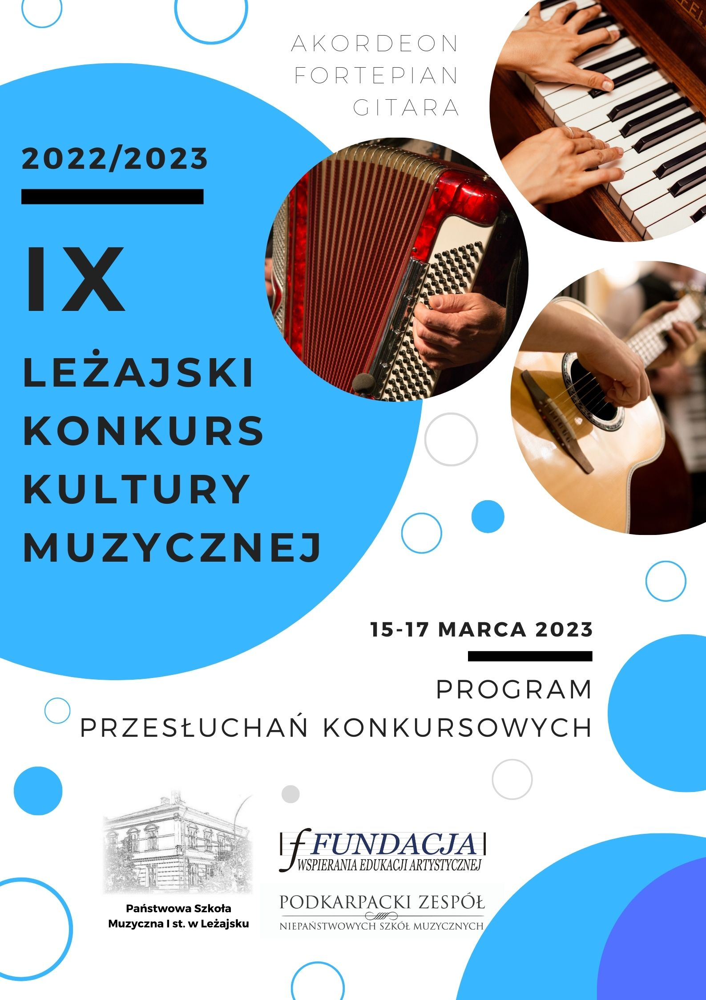 AKORDEON
FORTEPIAN
GITARA
2022/2023
IX
LEŻAJSKI
KONKURS
KULTURY
MUZYCZNEJ
15-17 MARCA 2023
PROGRAM
PRZESŁUCHAŃ KONKURSOWYCH
Państwowa Szkoła
Muzyczna I st. w Leżajsku
FUNDACJA
WSPIERANIA EDUKACJI ARTYSTYCZNEJ
PODKARPACKI ZESPÓŁ
NIEPAŃSTWOWYCH SZKÓŁ MUZYCZNYCH